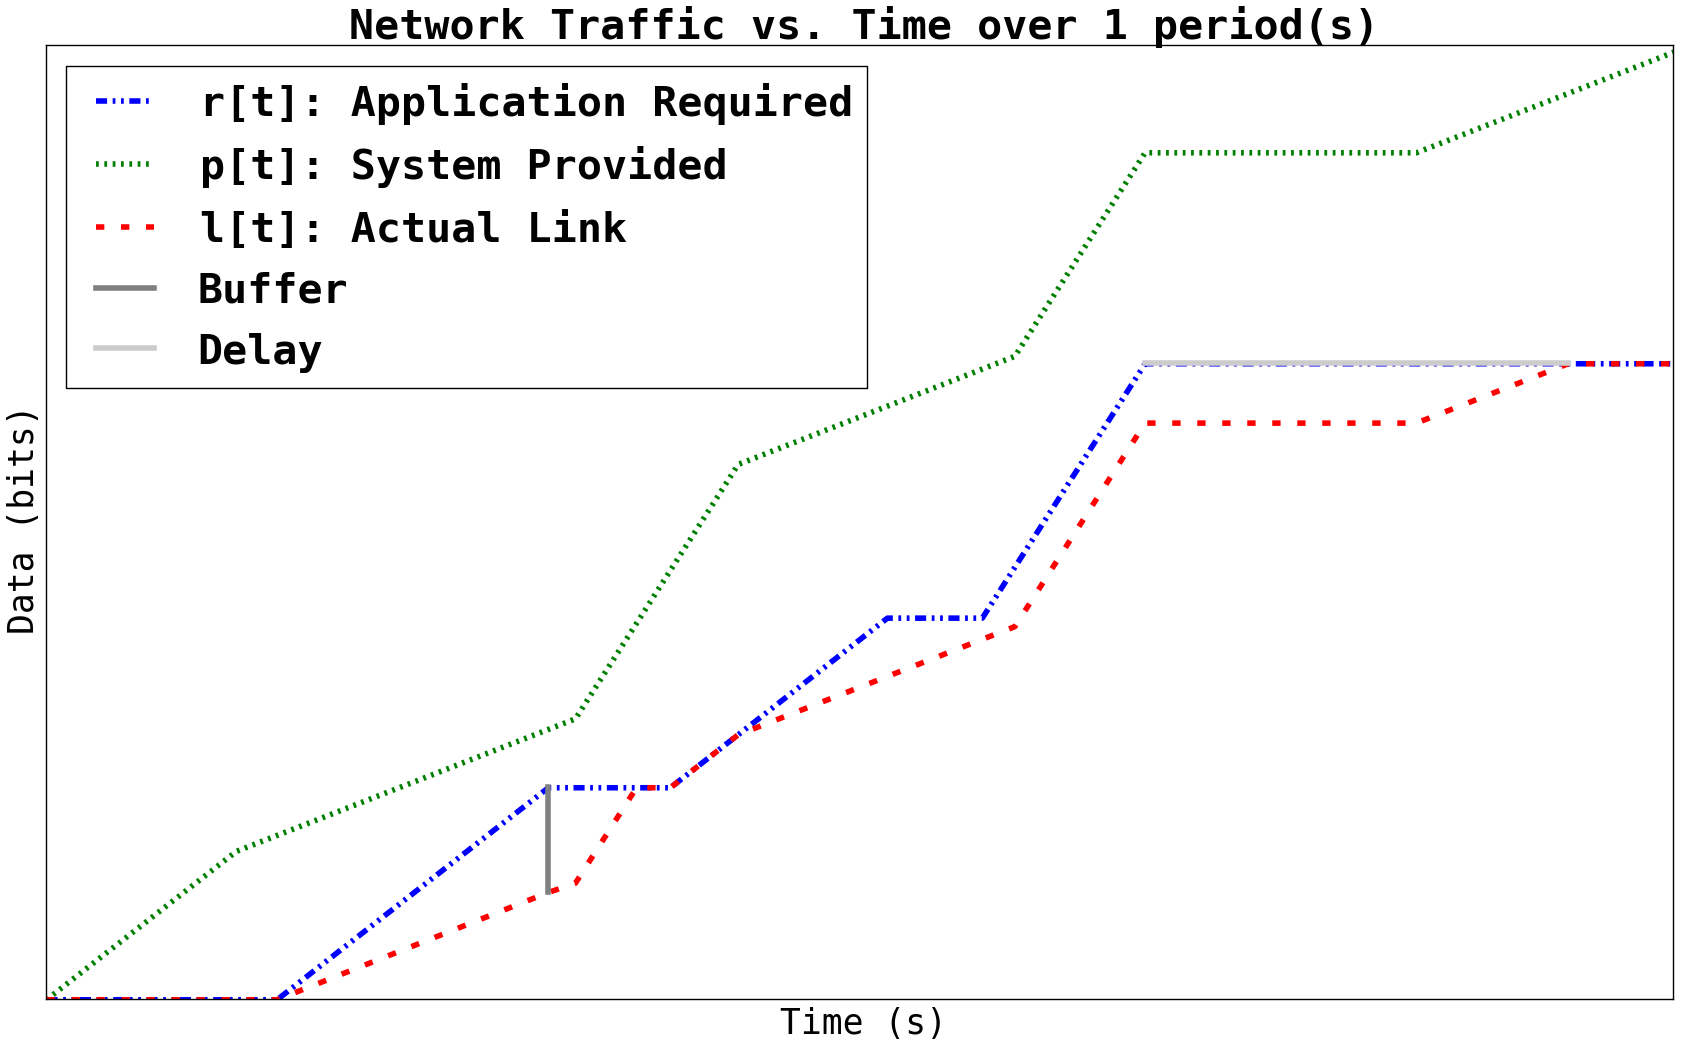 Network Traffic vs. Time over 1 period(s)
r[t]: Application Required
p[t]: System Provided
l[t]: Actual Link
Buffer
Delay
Data (bits)
Time (s)